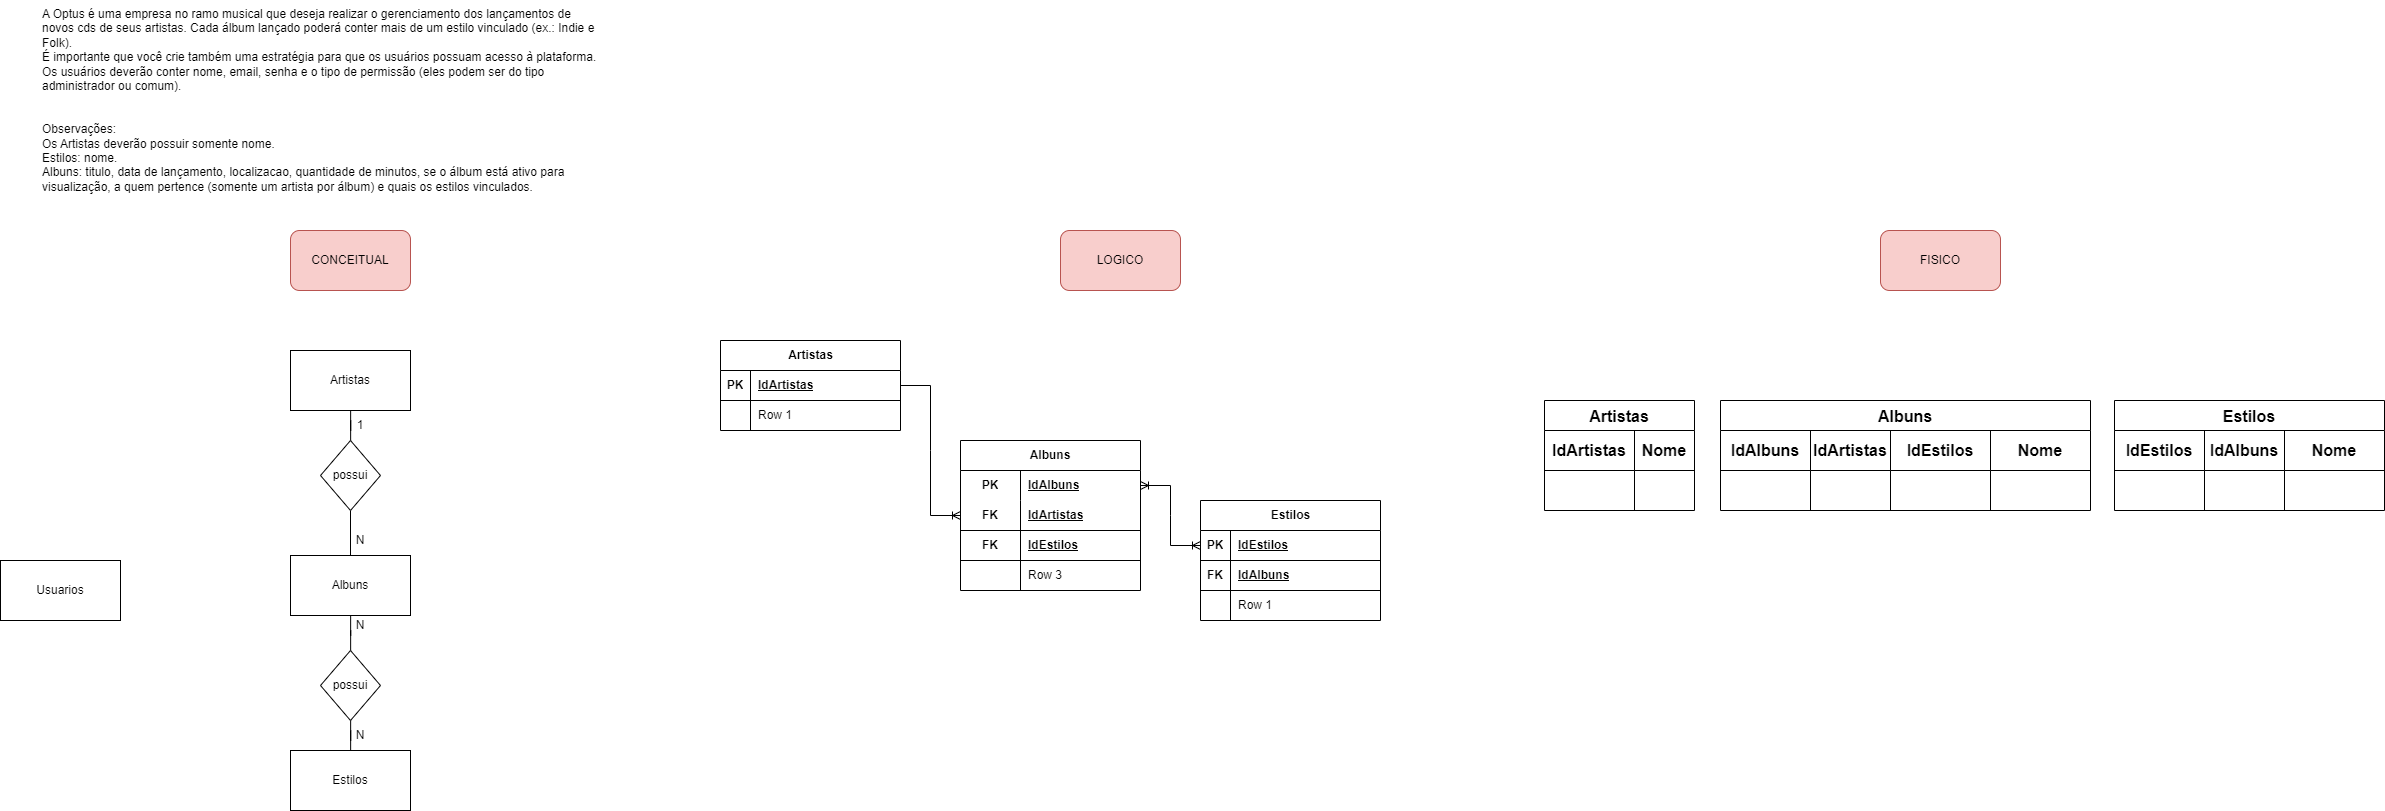 A Optus é uma empresa no ramo musical que deseja realizar o gerenciamento dos lançamentos de
novos cds de seus artistas. Cada álbum lançado poderá conter mais de um estilo vinculado (ex.: Indie e
Folk).
É importante que você crie também uma estratégia para que os usuários possuam acesso à plataforma.
Os usuários deverão conter nome, email, senha e o tipo de permissão (eles podem ser do tipo
administrador ou comum).
Observações:
Os Artistas deverão possuir somente nome.
Estilos: nome.
Albuns: titulo, data de lançamento, localizacao, quantidade de minutos, se o álbum está ativo para
visualização, a quem pertence (somente um artista por álbum) e quais os estilos vinculados.
CONCEITUAL
Artistas
1
possui
N
Albuns
Usuarios
N
possui
N
Estilos
LOGICO
Artistas
PK IdArtistas
Row 1
Albuns
PK IdAlbuns
FK IdArtistas
FK IdEstilos
Row 3
Estilos
PK IdEstilos
FK IdAlbuns
Row 1
FISICO
Artistas
IdArtistas Nome
Albuns
IdAlbuns IdArtistas IdEstilos Nome
Estilos
IdEstilos IdAlbuns Nome